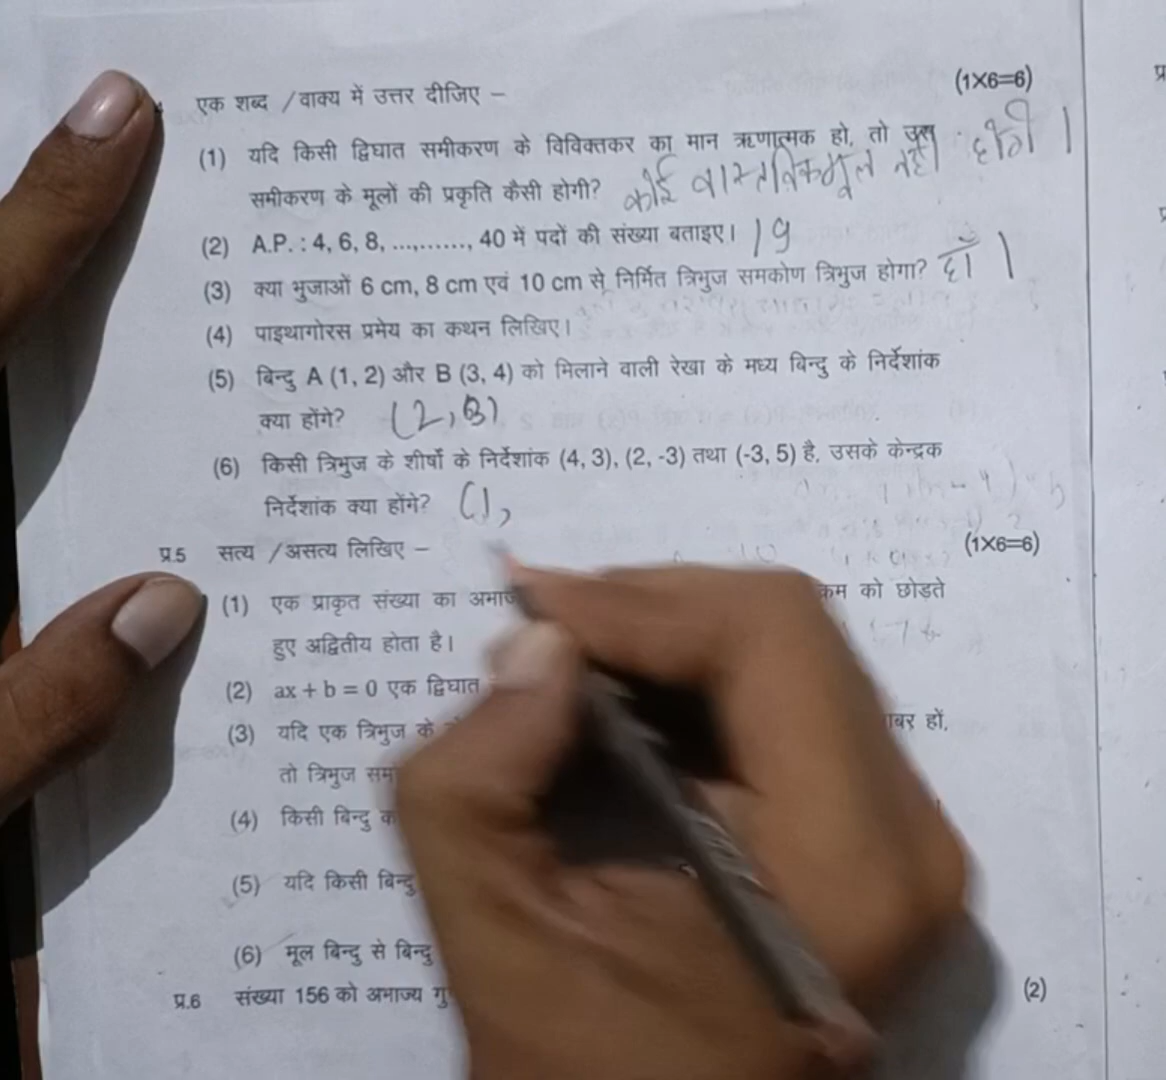 एक शब्द / वाक्य में उत्तर दीजिए – (1×6=6)
(1) यदि किसी द्विघात समीकरण के विविक्तकर का मान ऋणात्मक हो, तो उस
समीकरण के मूलों की प्रकृति कैसी होगी? कोई वास्तविक मूल नहीं होगी।
(2) A.P. : 4, 6, 8, ...,......, 40 में पदों की संख्या बताइए। 19
(3) क्या भुजाओं 6 cm, 8 cm एवं 10 cm से निर्मित त्रिभुज समकोण त्रिभुज होगा? हाँ।
(4) पाइथागोरस प्रमेय का कथन लिखिए।
(5) बिन्दु A (1, 2) और B (3, 4) को मिलाने वाली रेखा के मध्य बिन्दु के निर्देशांक
क्या होंगे? (2,3)
(6) किसी त्रिभुज के शीर्षों के निर्देशांक (4, 3), (2, -3) तथा (-3, 5) है, उसके केन्द्रक
निर्देशांक क्या होंगे? (1,
प्र.5 सत्य / असत्य लिखिए – (1×6=6)
(1) एक प्राकृत संख्या का क्रम को छोड़ते
हुए अद्वितीय होता है।
(2) ax + b = 0 एक द्विघात
(3) यदि एक त्रिभुज के हों,
तो त्रिभुज
(4) किसी बिन्दु
(5) यदि किसी बिन्दु
(6) मूल बिन्दु से बिन्दु
प्र.6 संख्या 156 को अभाज्य (2)